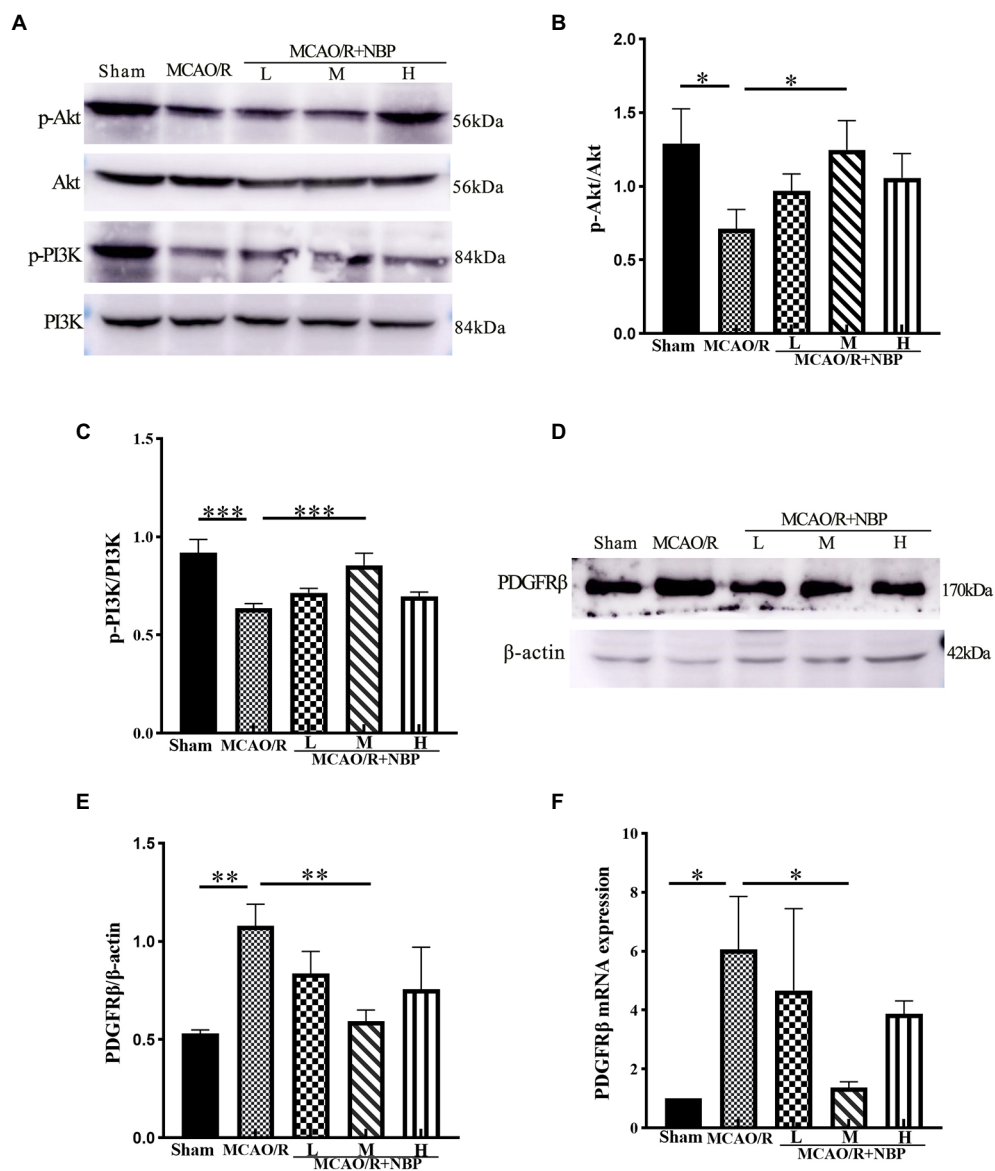 A
MCAO/R+NBP
Sham MCAO/R L M H
p-Akt 56kDa
Akt 56kDa
p-PI3K 84kDa
PI3K 84kDa
B
p-Akt/Akt
2.0
1.5
1.0
0.5
0.0
* *
Sham MCAO/R L M H
MCAO/R+NBP
C
p-PI3K/PI3K
1.5
1.0
0.5
0.0
*** ***
Sham MCAO/R L M H
MCAO/R+NBP
D
MCAO/R+NBP
Sham MCAO/R L M H
PDGFRβ 170kDa
β-actin 42kDa
E
PDGFRβ/β-actin
1.5
1.0
0.5
0.0
** **
Sham MCAO/R L M H
MCAO/R+NBP
F
PDGFRβ mRNA expression
10
8
6
4
2
0
* *
Sham MCAO/R L M H
MCAO/R+NBP